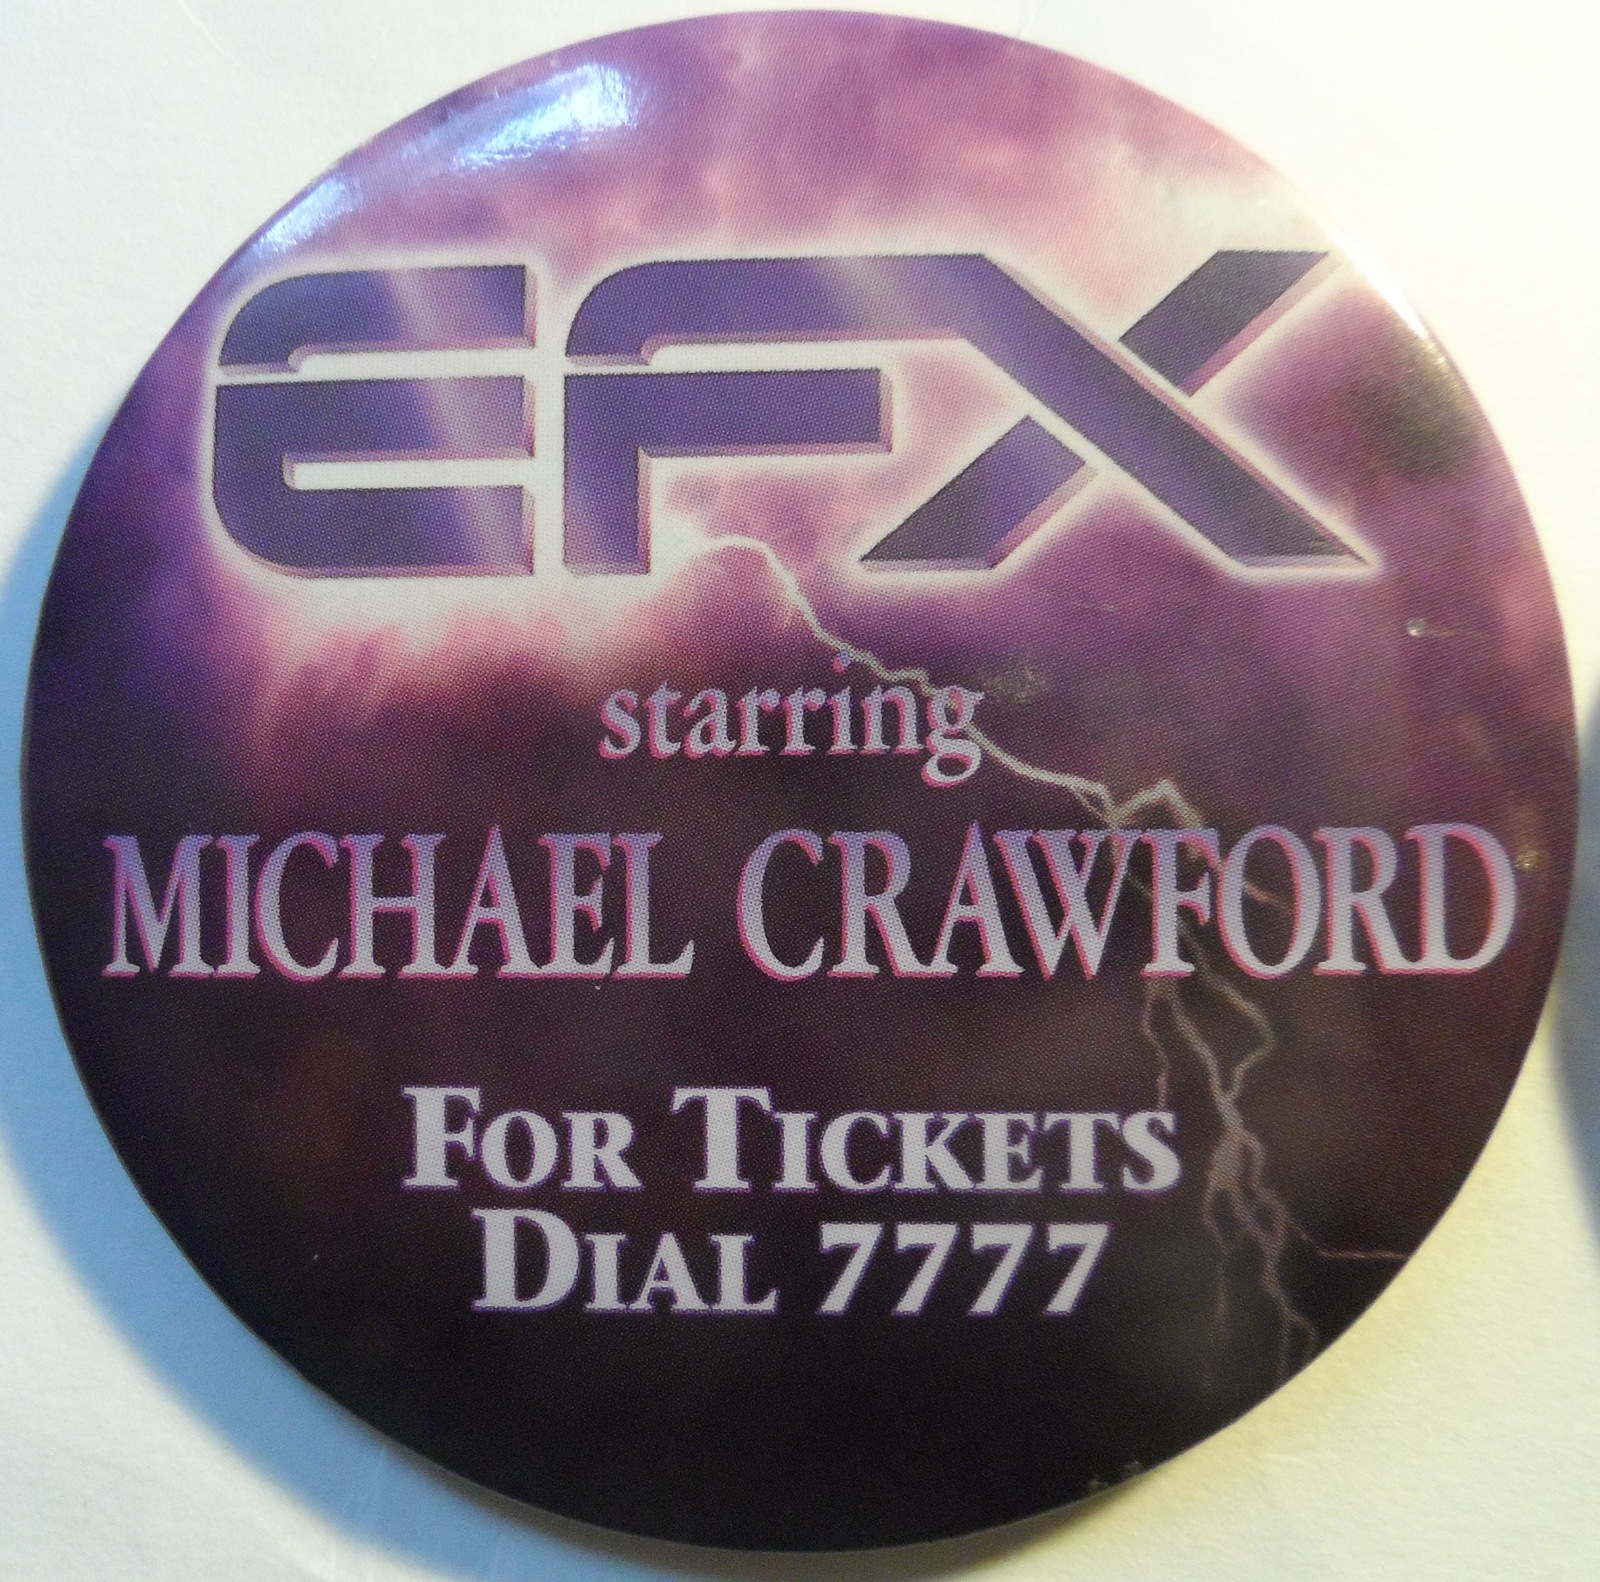 EFX
starring
MICHAEL CRAWFORD
FOR TICKETS
DIAL 7777